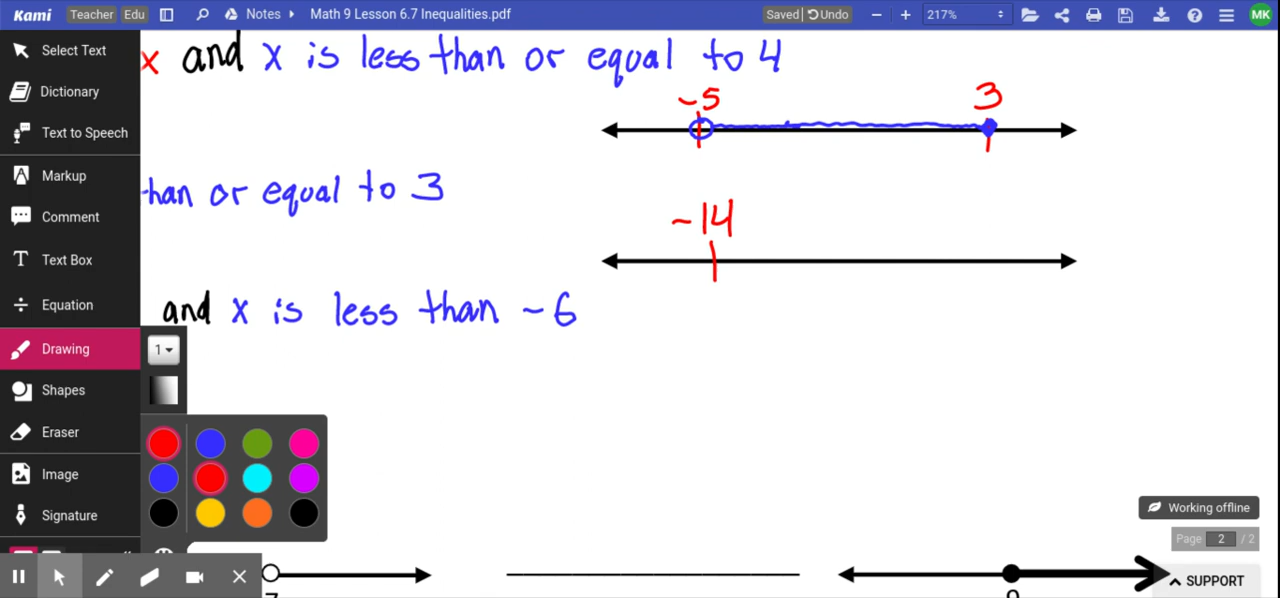 Kami Teacher Edu Notes Math 9 Lesson 6.7 Inequalities.pdf Saved Undo 217% MK
Select Text
Dictionary
Text to Speech
Markup
Comment
Text Box
Equation
Drawing
1
Shapes
Eraser
Image
Signature
x and x is less than or equal to 4
-5 3
han or equal to 3
-14
and x is less than -6
Working offline
Page 2 / 2
SUPPORT